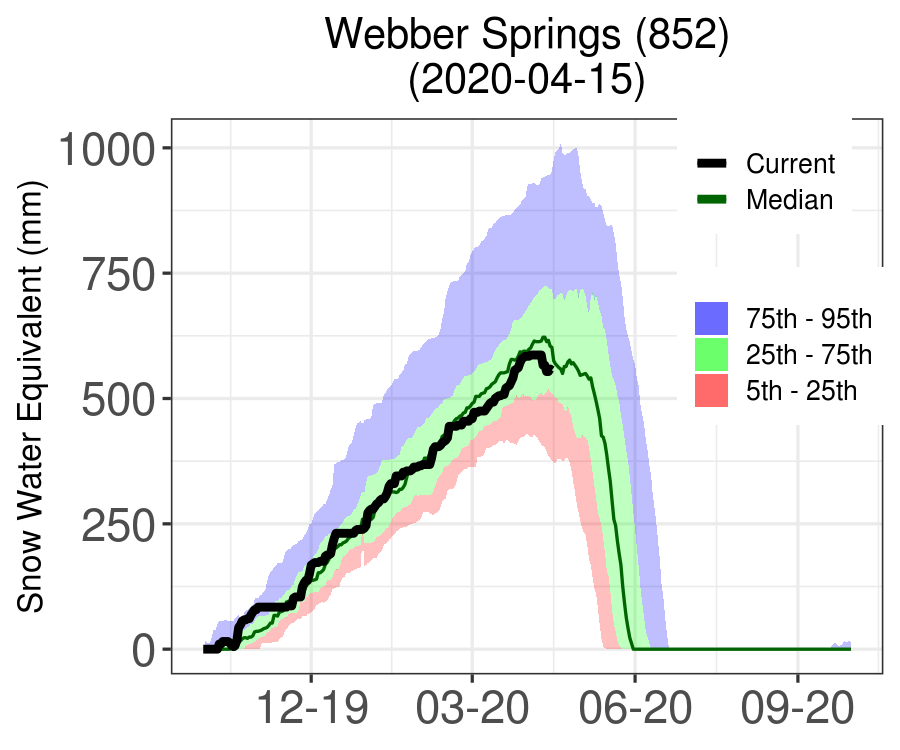 Webber Springs (852)
(2020-04-15)
Snow Water Equivalent (mm)
1000
750
500
250
0
12-19
03-20
06-20
09-20
Current
Median
75th - 95th
25th - 75th
5th - 25th